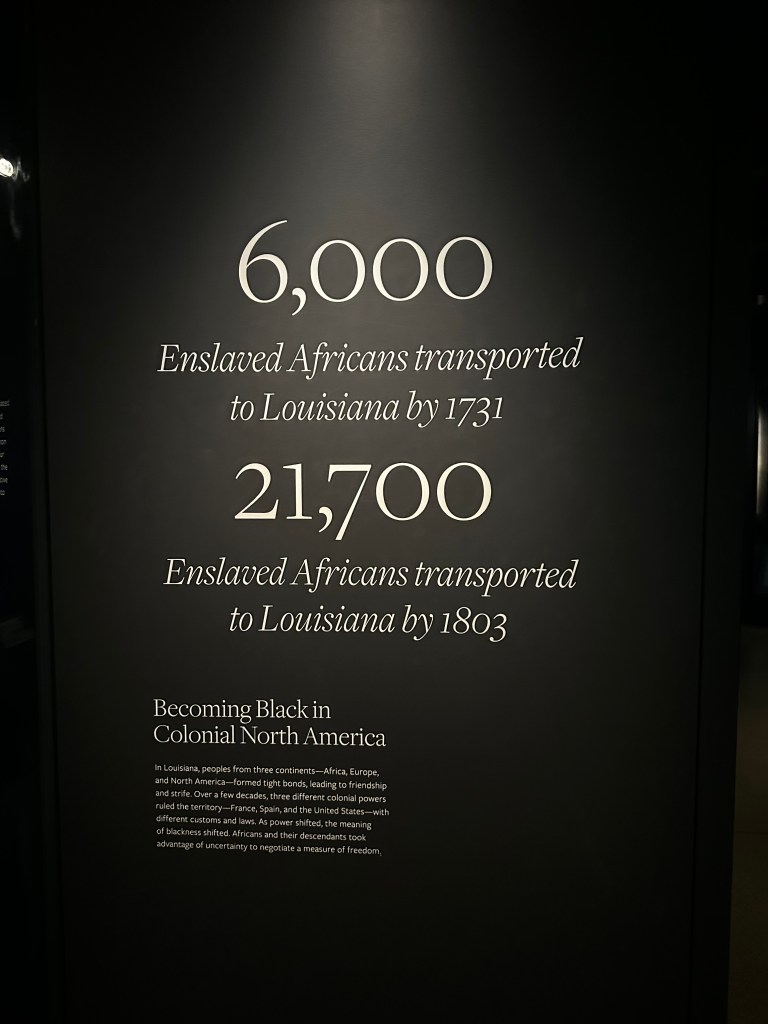 6,000
Enslaved Africans transported
to Louisiana by 1731
21,700
Enslaved Africans transported
to Louisiana by 1803
Becoming Black in
Colonial North America
In Louisiana, peoples from three continents—Africa, Europe,
and North America—formed tight bonds, leading to friendship
and strife. Over a few decades, three different colonial powers
ruled the territory—France, Spain, and the United States—with
different customs and laws. As power shifted, the meaning
of blackness shifted. Africans and their descendants took
advantage of uncertainty to negotiate a measure of freedom.